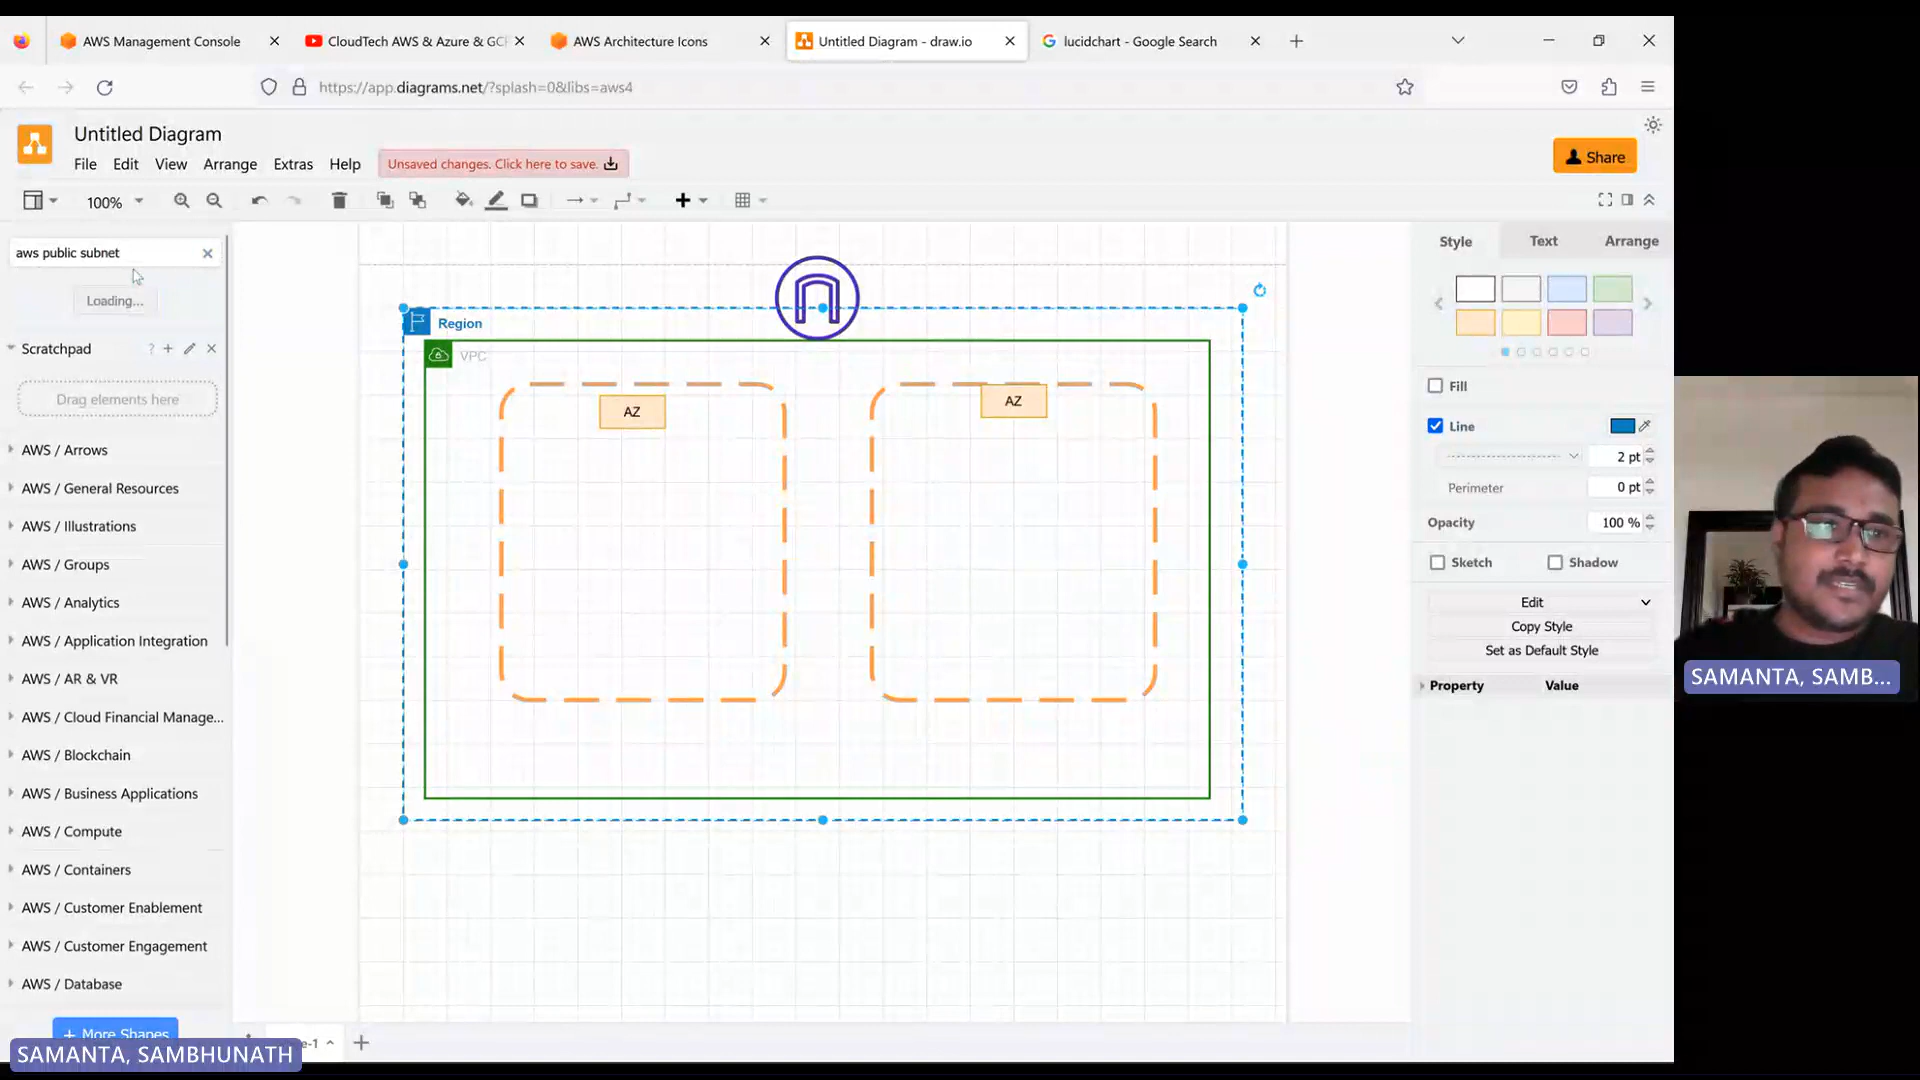 AWS Management Console
CloudTech AWS & Azure & GC
AWS Architecture Icons
Untitled Diagram - draw.io
lucidchart - Google Search
https://app.diagrams.net/?splash=0&libs=aws4
Untitled Diagram
File Edit View Arrange Extras Help
Unsaved changes. Click here to save.
Share
100%
aws public subnet
Loading...
Scratchpad
?
Drag elements here
AWS / Arrows
AWS / General Resources
AWS / Illustrations
AWS / Groups
AWS / Analytics
AWS / Application Integration
AWS / AR & VR
AWS / Cloud Financial Manage...
AWS / Blockchain
AWS / Business Applications
AWS / Compute
AWS / Containers
AWS / Customer Enablement
AWS / Customer Engagement
AWS / Database
+ More Shapes
Region
VPC
AZ
AZ
Style Text Arrange
Fill
Line
2 pt
Perimeter 0 pt
Opacity 100 %
Sketch Shadow
Edit
Copy Style
Set as Default Style
Property Value
e-1
SAMANTA, SAMBHUNATH
SAMANTA, SAMB...